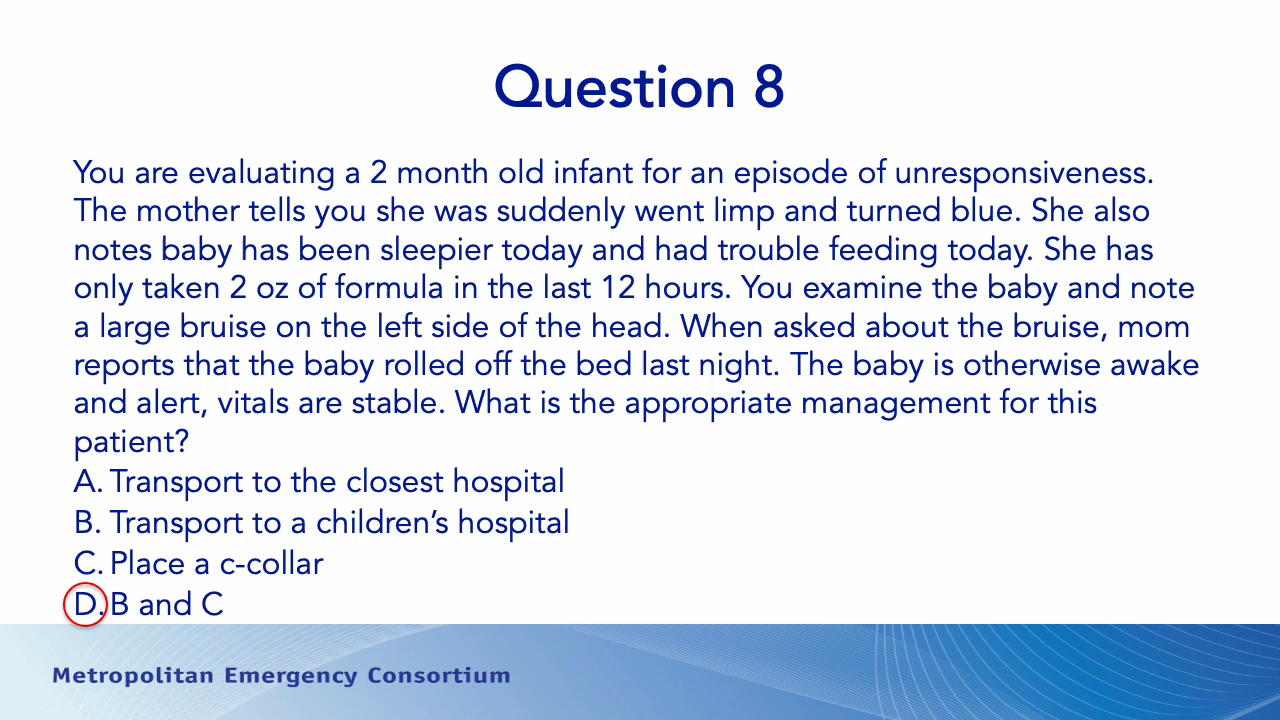 Question 8
You are evaluating a 2 month old infant for an episode of unresponsiveness.
The mother tells you she was suddenly went limp and turned blue. She also
notes baby has been sleepier today and had trouble feeding today. She has
only taken 2 oz of formula in the last 12 hours. You examine the baby and note
a large bruise on the left side of the head. When asked about the bruise, mom
reports that the baby rolled off the bed last night. The baby is otherwise awake
and alert, vitals are stable. What is the appropriate management for this
patient?
A. Transport to the closest hospital
B. Transport to a children’s hospital
C. Place a c-collar
D. B and C
Metropolitan Emergency Consortium